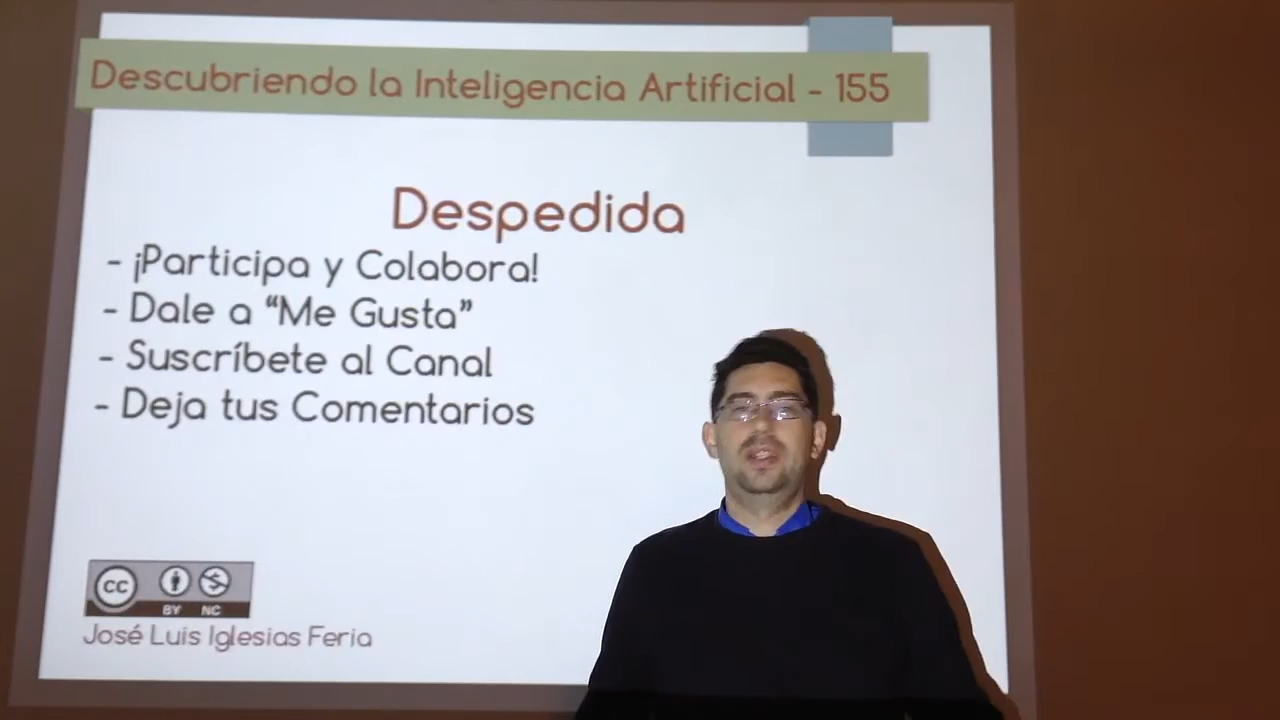 Descubriendo la Inteligencia Artificial - 155
Despedida
- ¡Participa y Colabora!
- Dale a “Me Gusta”
- Suscríbete al Canal
- Deja tus Comentarios
cc
BY NC
José Luis Iglesias Feria